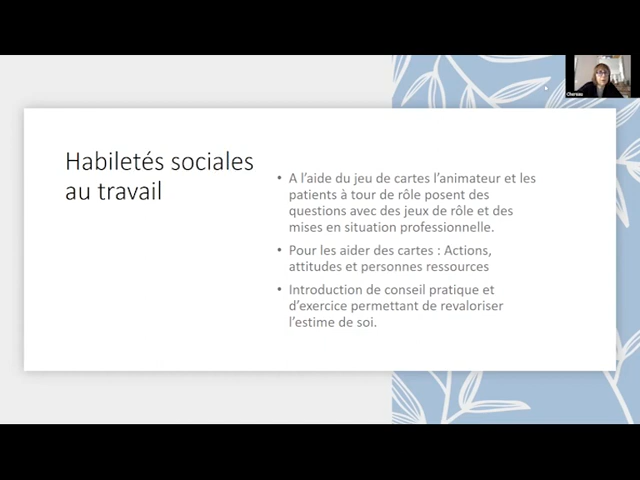 Habiletés sociales
au travail
• A l’aide du jeu de cartes l’animateur et les
patients à tour de rôle posent des
questions avec des jeux de rôle et des
mises en situation professionnelle.
• Pour les aider des cartes : Actions,
attitudes et personnes ressources
• Introduction de conseil pratique et
d’exercice permettant de revaloriser
l’estime de soi.